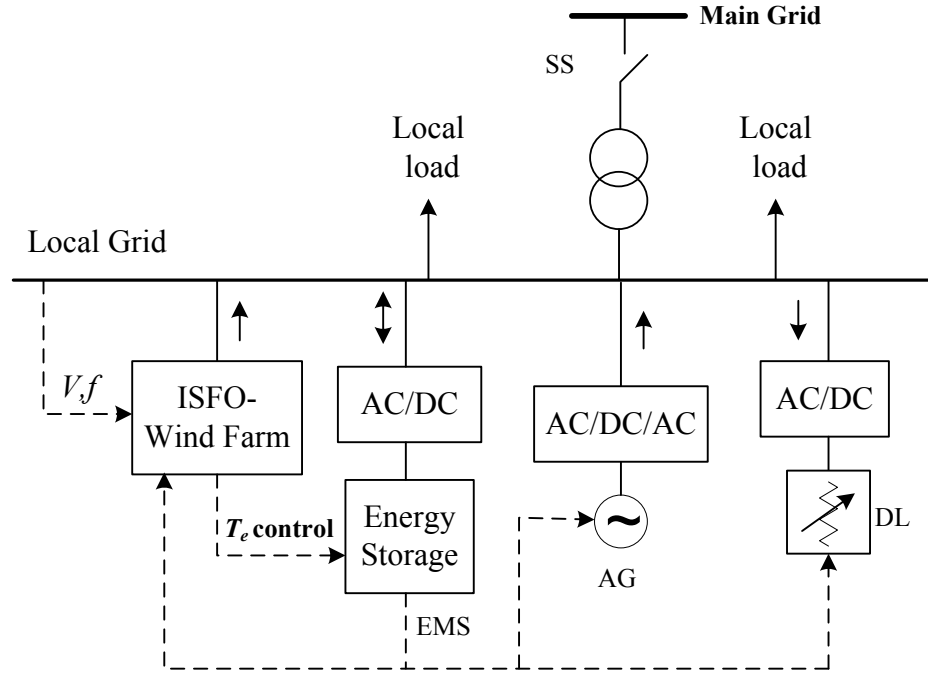 Main Grid
SS
Local
load
Local
load
Local Grid
V,f
ISFO-
Wind Farm
AC/DC
AC/DC/AC
AC/DC
Te control
Energy
Storage
~
DL
AG
EMS